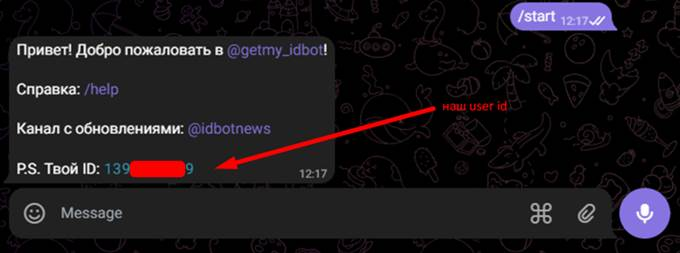 /start 12:17
Привет! Добро пожаловать в @getmy_idbot!
Справка: /help
Канал с обновлениями: @idbotnews
наш user id
P.S. Твой ID: 139 9
12:17
Message